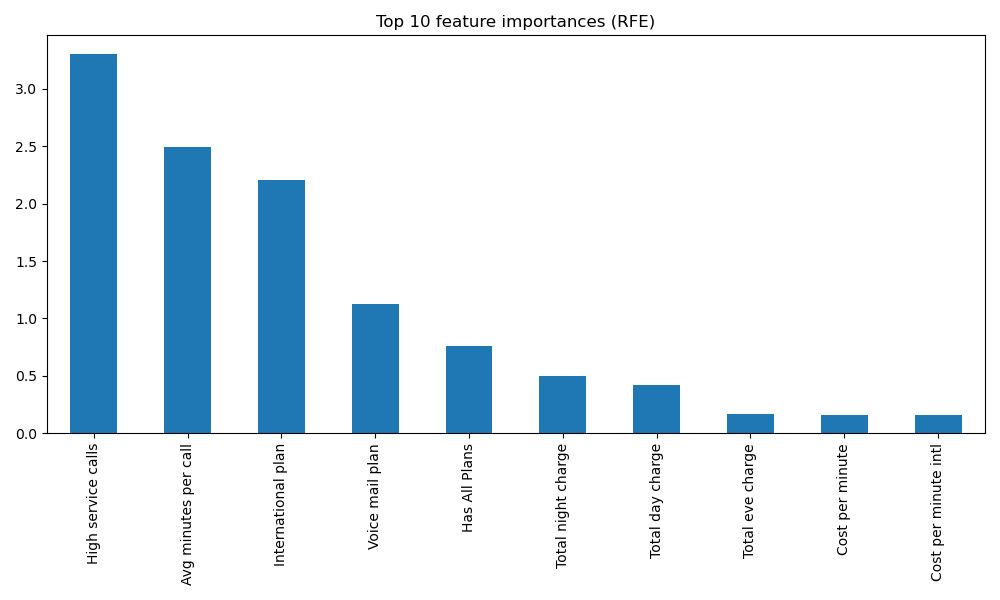 Top 10 feature importances (RFE)
3.0
2.5
2.0
1.5
1.0
0.5
0.0
High service calls
Avg minutes per call
International plan
Voice mail plan
Has All Plans
Total night charge
Total day charge
Total eve charge
Cost per minute
Cost per minute intl